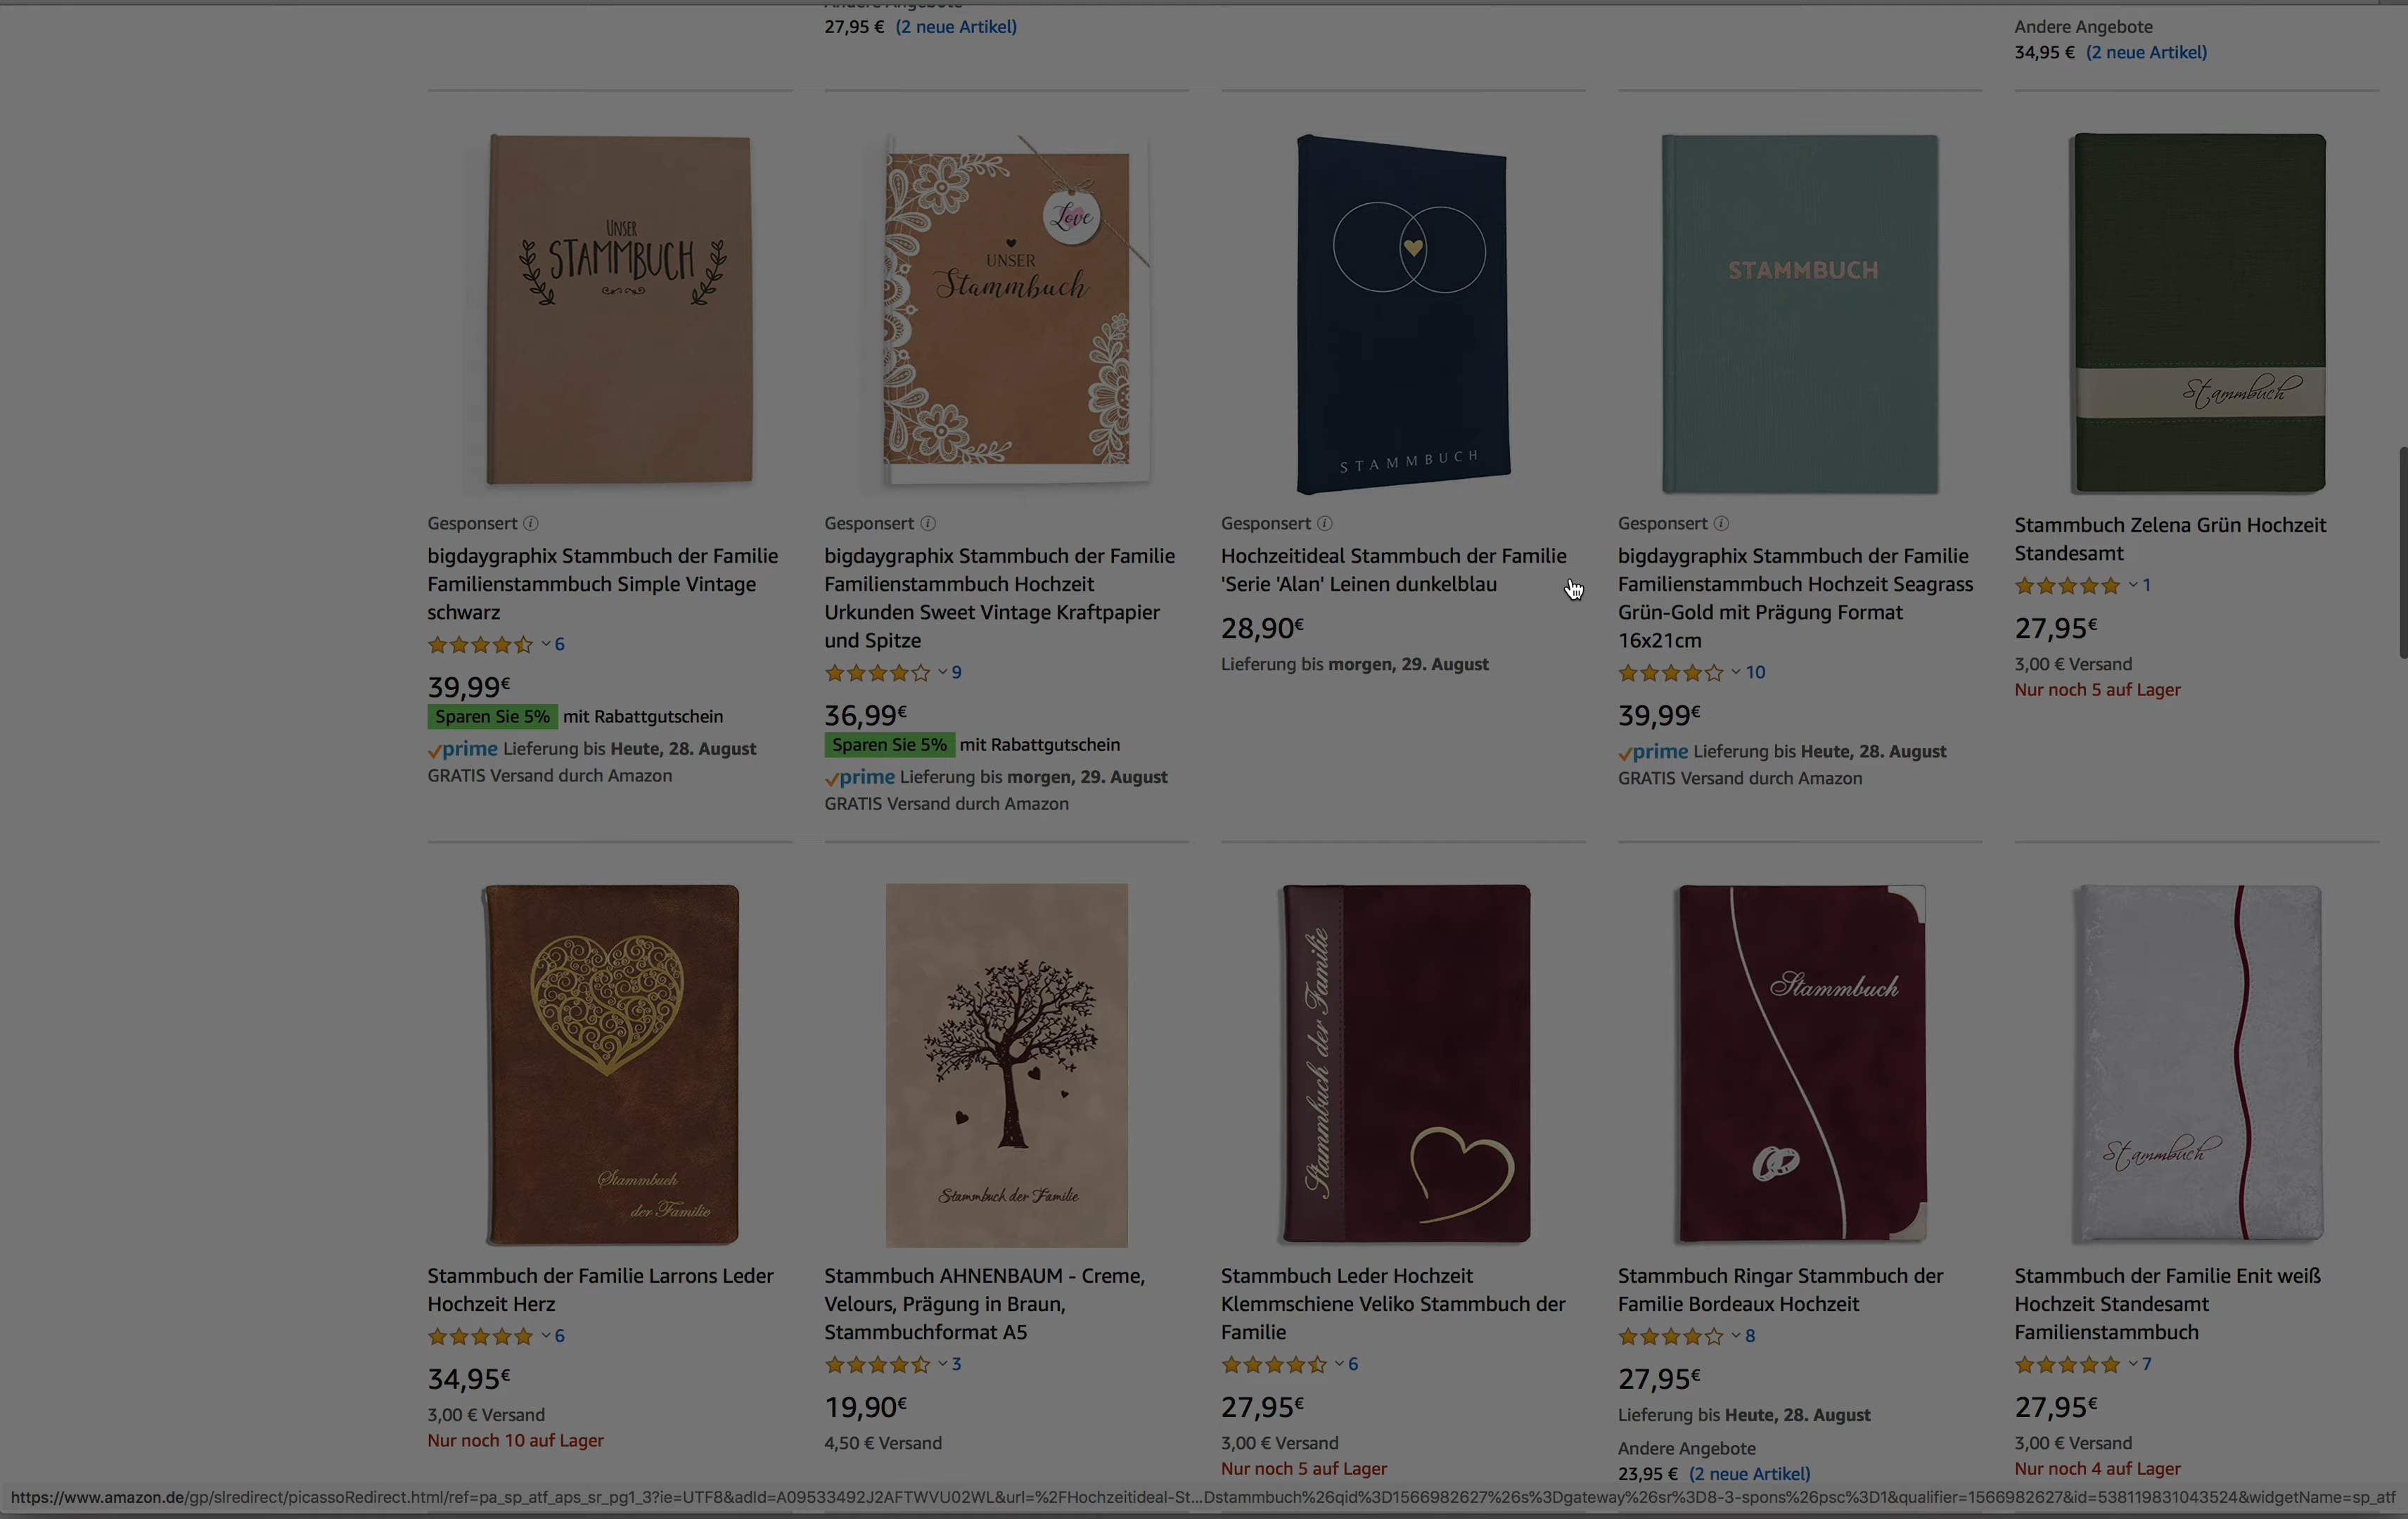 27,95 € (2 neue Artikel)
Andere Angebote
34,95 € (2 neue Artikel)
UNSER
STAMMBUCH
Love
UNSER
Stammbuch
STAMMBUCH
STAMMBUCH
Stammbuch
Gesponsert
bigdaygraphix Stammbuch der Familie
Familienstammbuch Simple Vintage
schwarz
6
39,99€
Sparen Sie 5% mit Rabattgutschein
prime Lieferung bis Heute, 28. August
GRATIS Versand durch Amazon
Gesponsert
bigdaygraphix Stammbuch der Familie
Familienstammbuch Hochzeit
Urkunden Sweet Vintage Kraftpapier
und Spitze
9
36,99€
Sparen Sie 5% mit Rabattgutschein
prime Lieferung bis morgen, 29. August
GRATIS Versand durch Amazon
Gesponsert
Hochzeitideal Stammbuch der Familie
'Serie 'Alan' Leinen dunkelblau
28,90€
Lieferung bis morgen, 29. August
Gesponsert
bigdaygraphix Stammbuch der Familie
Familienstammbuch Hochzeit Seagrass
Grün-Gold mit Prägung Format
16x21cm
10
39,99€
prime Lieferung bis Heute, 28. August
GRATIS Versand durch Amazon
Stammbuch Zelena Grün Hochzeit
Standesamt
1
27,95€
3,00 € Versand
Nur noch 5 auf Lager
Stammbuch
der Familie
Stammbuch der Familie
Stammbuch der Familie
Stammbuch
Stammbuch
Stammbuch der Familie Larrons Leder
Hochzeit Herz
6
34,95€
3,00 € Versand
Nur noch 10 auf Lager
Stammbuch AHNENBAUM - Creme,
Velours, Prägung in Braun,
Stammbuchformat A5
3
19,90€
4,50 € Versand
Stammbuch Leder Hochzeit
Klemmschiene Veliko Stammbuch der
Familie
6
27,95€
3,00 € Versand
Nur noch 5 auf Lager
Stammbuch Ringar Stammbuch der
Familie Bordeaux Hochzeit
8
27,95€
Lieferung bis Heute, 28. August
Andere Angebote
23,95 € (2 neue Artikel)
Stammbuch der Familie Enit weiß
Hochzeit Standesamt
Familienstammbuch
7
27,95€
3,00 € Versand
Nur noch 4 auf Lager
https://www.amazon.de/gp/slredirect/picassoRedirect.html/ref=pa_sp_atf_aps_sr_pg1_3?ie=UTF8&adId=A09533492J2AFTWVU02WL&url=%2FHochzeitideal-St...Dstammbuch%26qid%3D1566982627%26s%3Dgateway%26sr%3D8-3-spons%26psc%3D1&qualifier=1566982627&id=538119831043524&widgetName=sp_atf